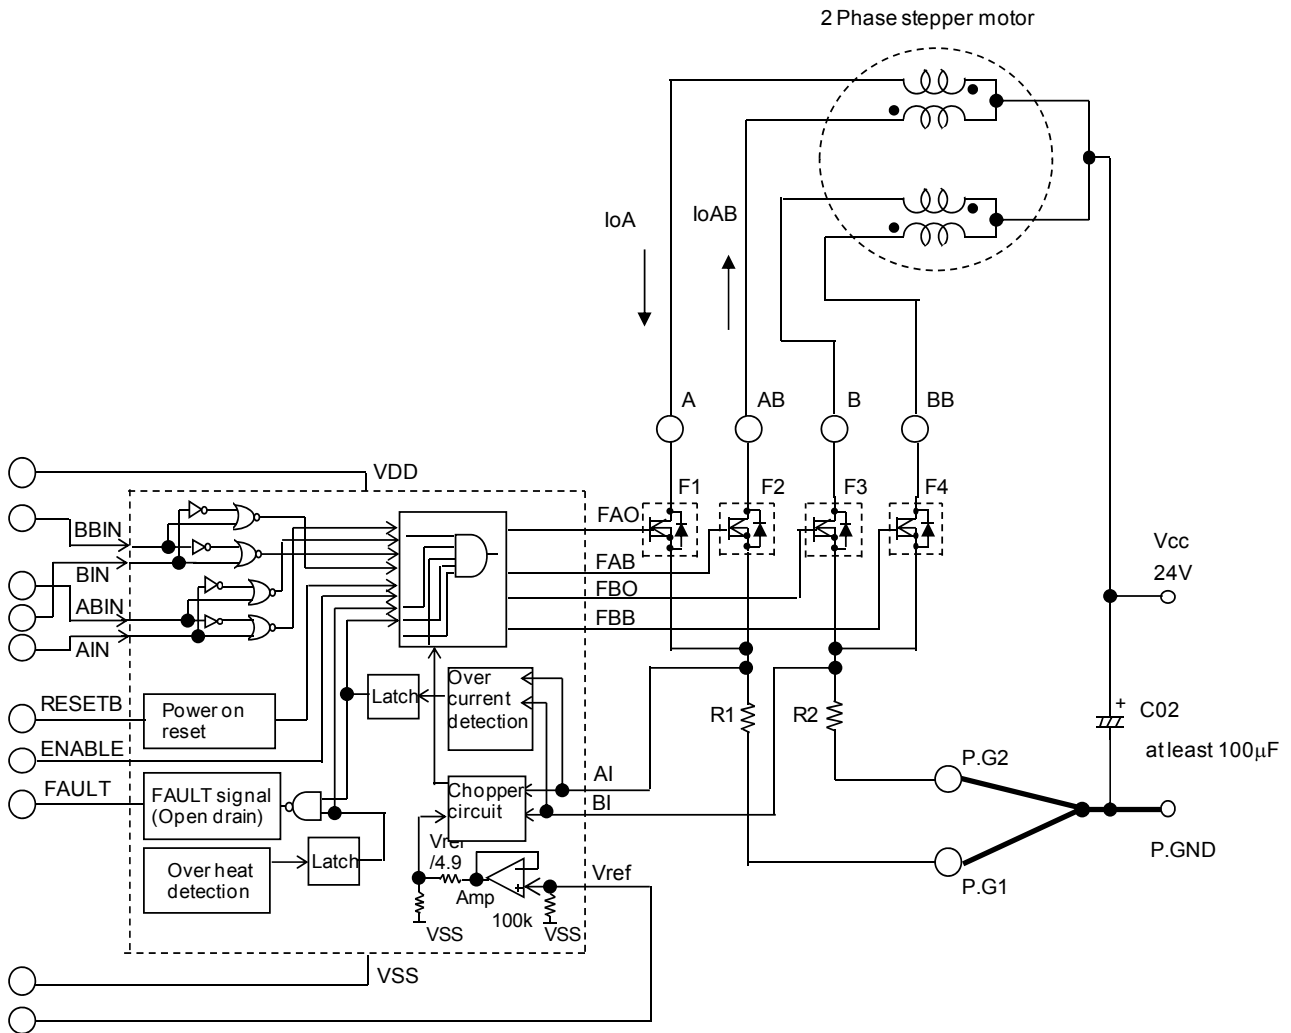 2 Phase stepper motor
IoA
IoAB
A
AB
B
BB
VDD
F1
F2
F3
F4
BBIN
BIN
ABIN
AIN
FAO
FAB
FBO
FBB
Vcc
24V
RESETB
Power on
reset
Latch
Over
current
detection
R1
R2
+
C02
at least 100µF
ENABLE
FAULT
FAULT signal
(Open drain)
AI
BI
Chopper
circuit
P.G2
P.GND
P.G1
Over heat
detection
Latch
Vref
/4.9
Amp
+
100k
Vref
VSS
VSS
VSS